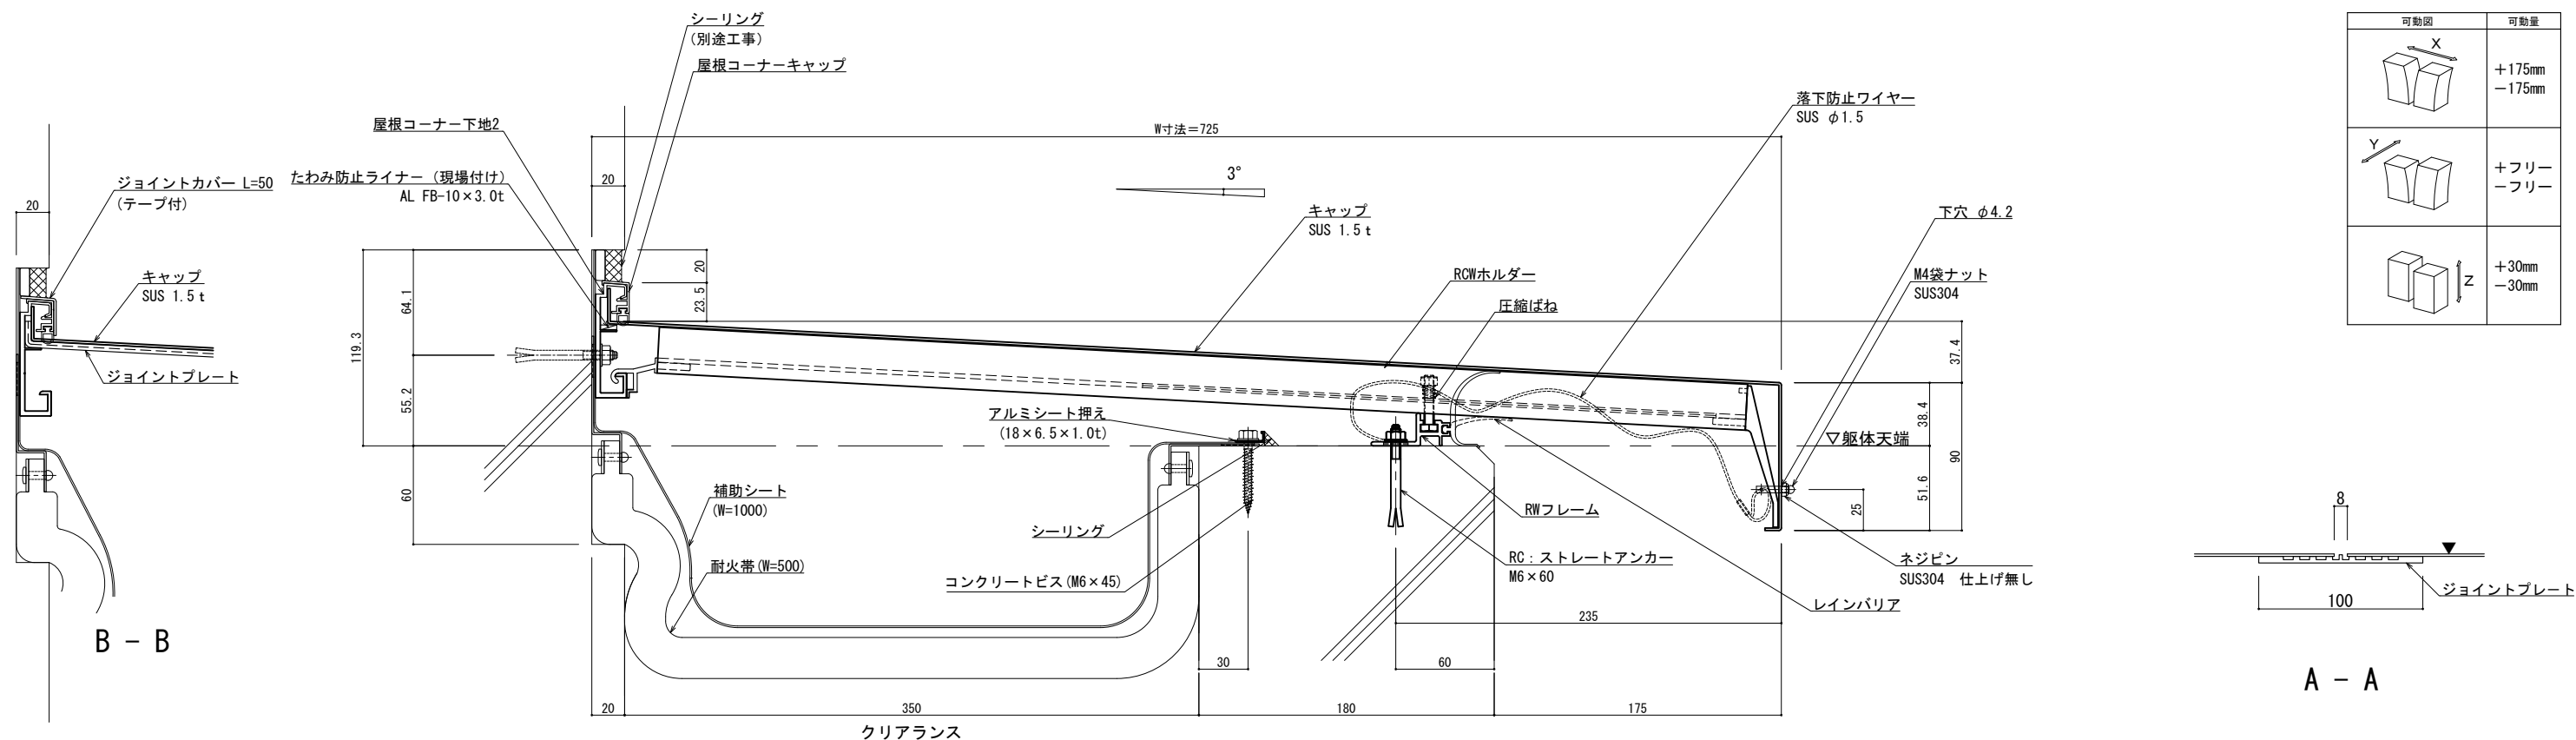 可動図 可動量
X
＋175mm
－175mm
Y
＋フリー
－フリー
Z
＋30mm
－30mm
シーリング
(別途工事)
屋根コーナーキャップ
屋根コーナー下地2
たわみ防止ライナー（現場付け）
AL FB-10×3.0t
ジョイントカバー L=50
(テープ付)
20
キャップ
SUS 1.5ｔ
ジョイントプレート
B － B
W寸法＝725
20
3°
落下防止ワイヤー
SUS φ1.5
キャップ
SUS 1.5ｔ
RCWホルダー
圧縮ばね
下穴 φ4.2
M4袋ナット
SUS304
20
23.5
64.1
119.3
55.2
60
37.4
38.4
90
51.6
25
▽躯体天端
アルミシート押え
(18×6.5×1.0t)
補助シート
(W=1000)
耐火帯(W=500)
シーリング
コンクリートビス(M6×45)
RWフレーム
RC：ストレートアンカー
M6×60
レインバリア
ネジピン
SUS304 仕上げ無し
235
30
60
20
350
180
175
クリアランス
8
100
ジョイントプレート
A － A